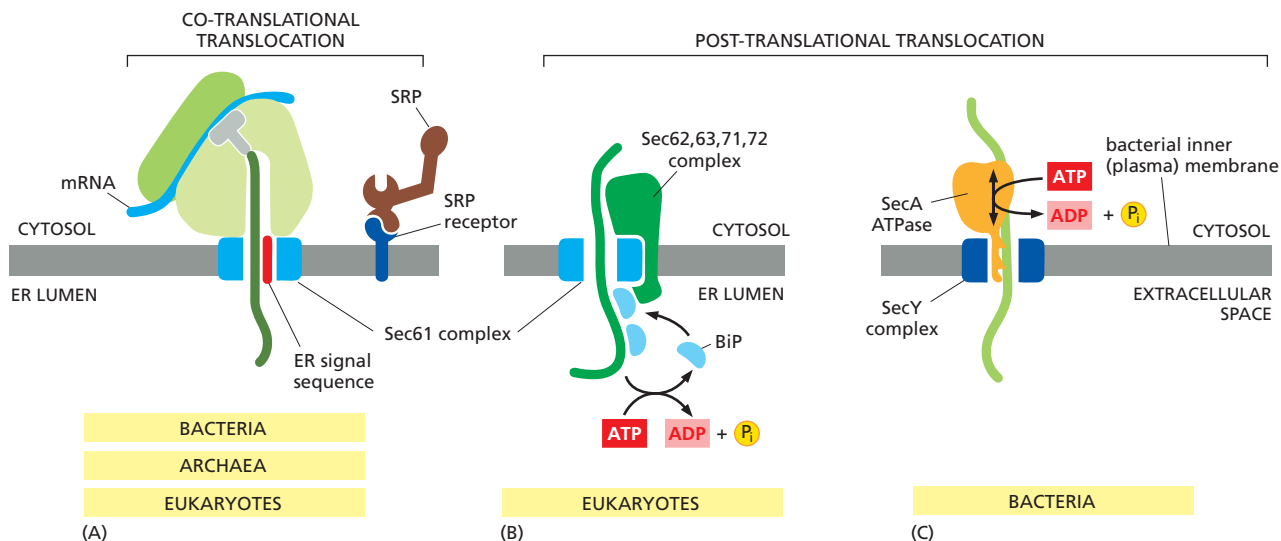 CO-TRANSLATIONAL
TRANSLOCATION
POST-TRANSLATIONAL TRANSLOCATION
mRNA
SRP
SRP
receptor
CYTOSOL
ER LUMEN
Sec61 complex
ER signal
sequence
BACTERIA
ARCHAEA
EUKARYOTES
(A)
Sec62,63,71,72
complex
CYTOSOL
ER LUMEN
BiP
ATP
ADP + Pi
EUKARYOTES
(B)
SecA
ATPase
ATP
ADP + Pi
bacterial inner
(plasma) membrane
CYTOSOL
EXTRACELLULAR
SPACE
SecY
complex
BACTERIA
(C)